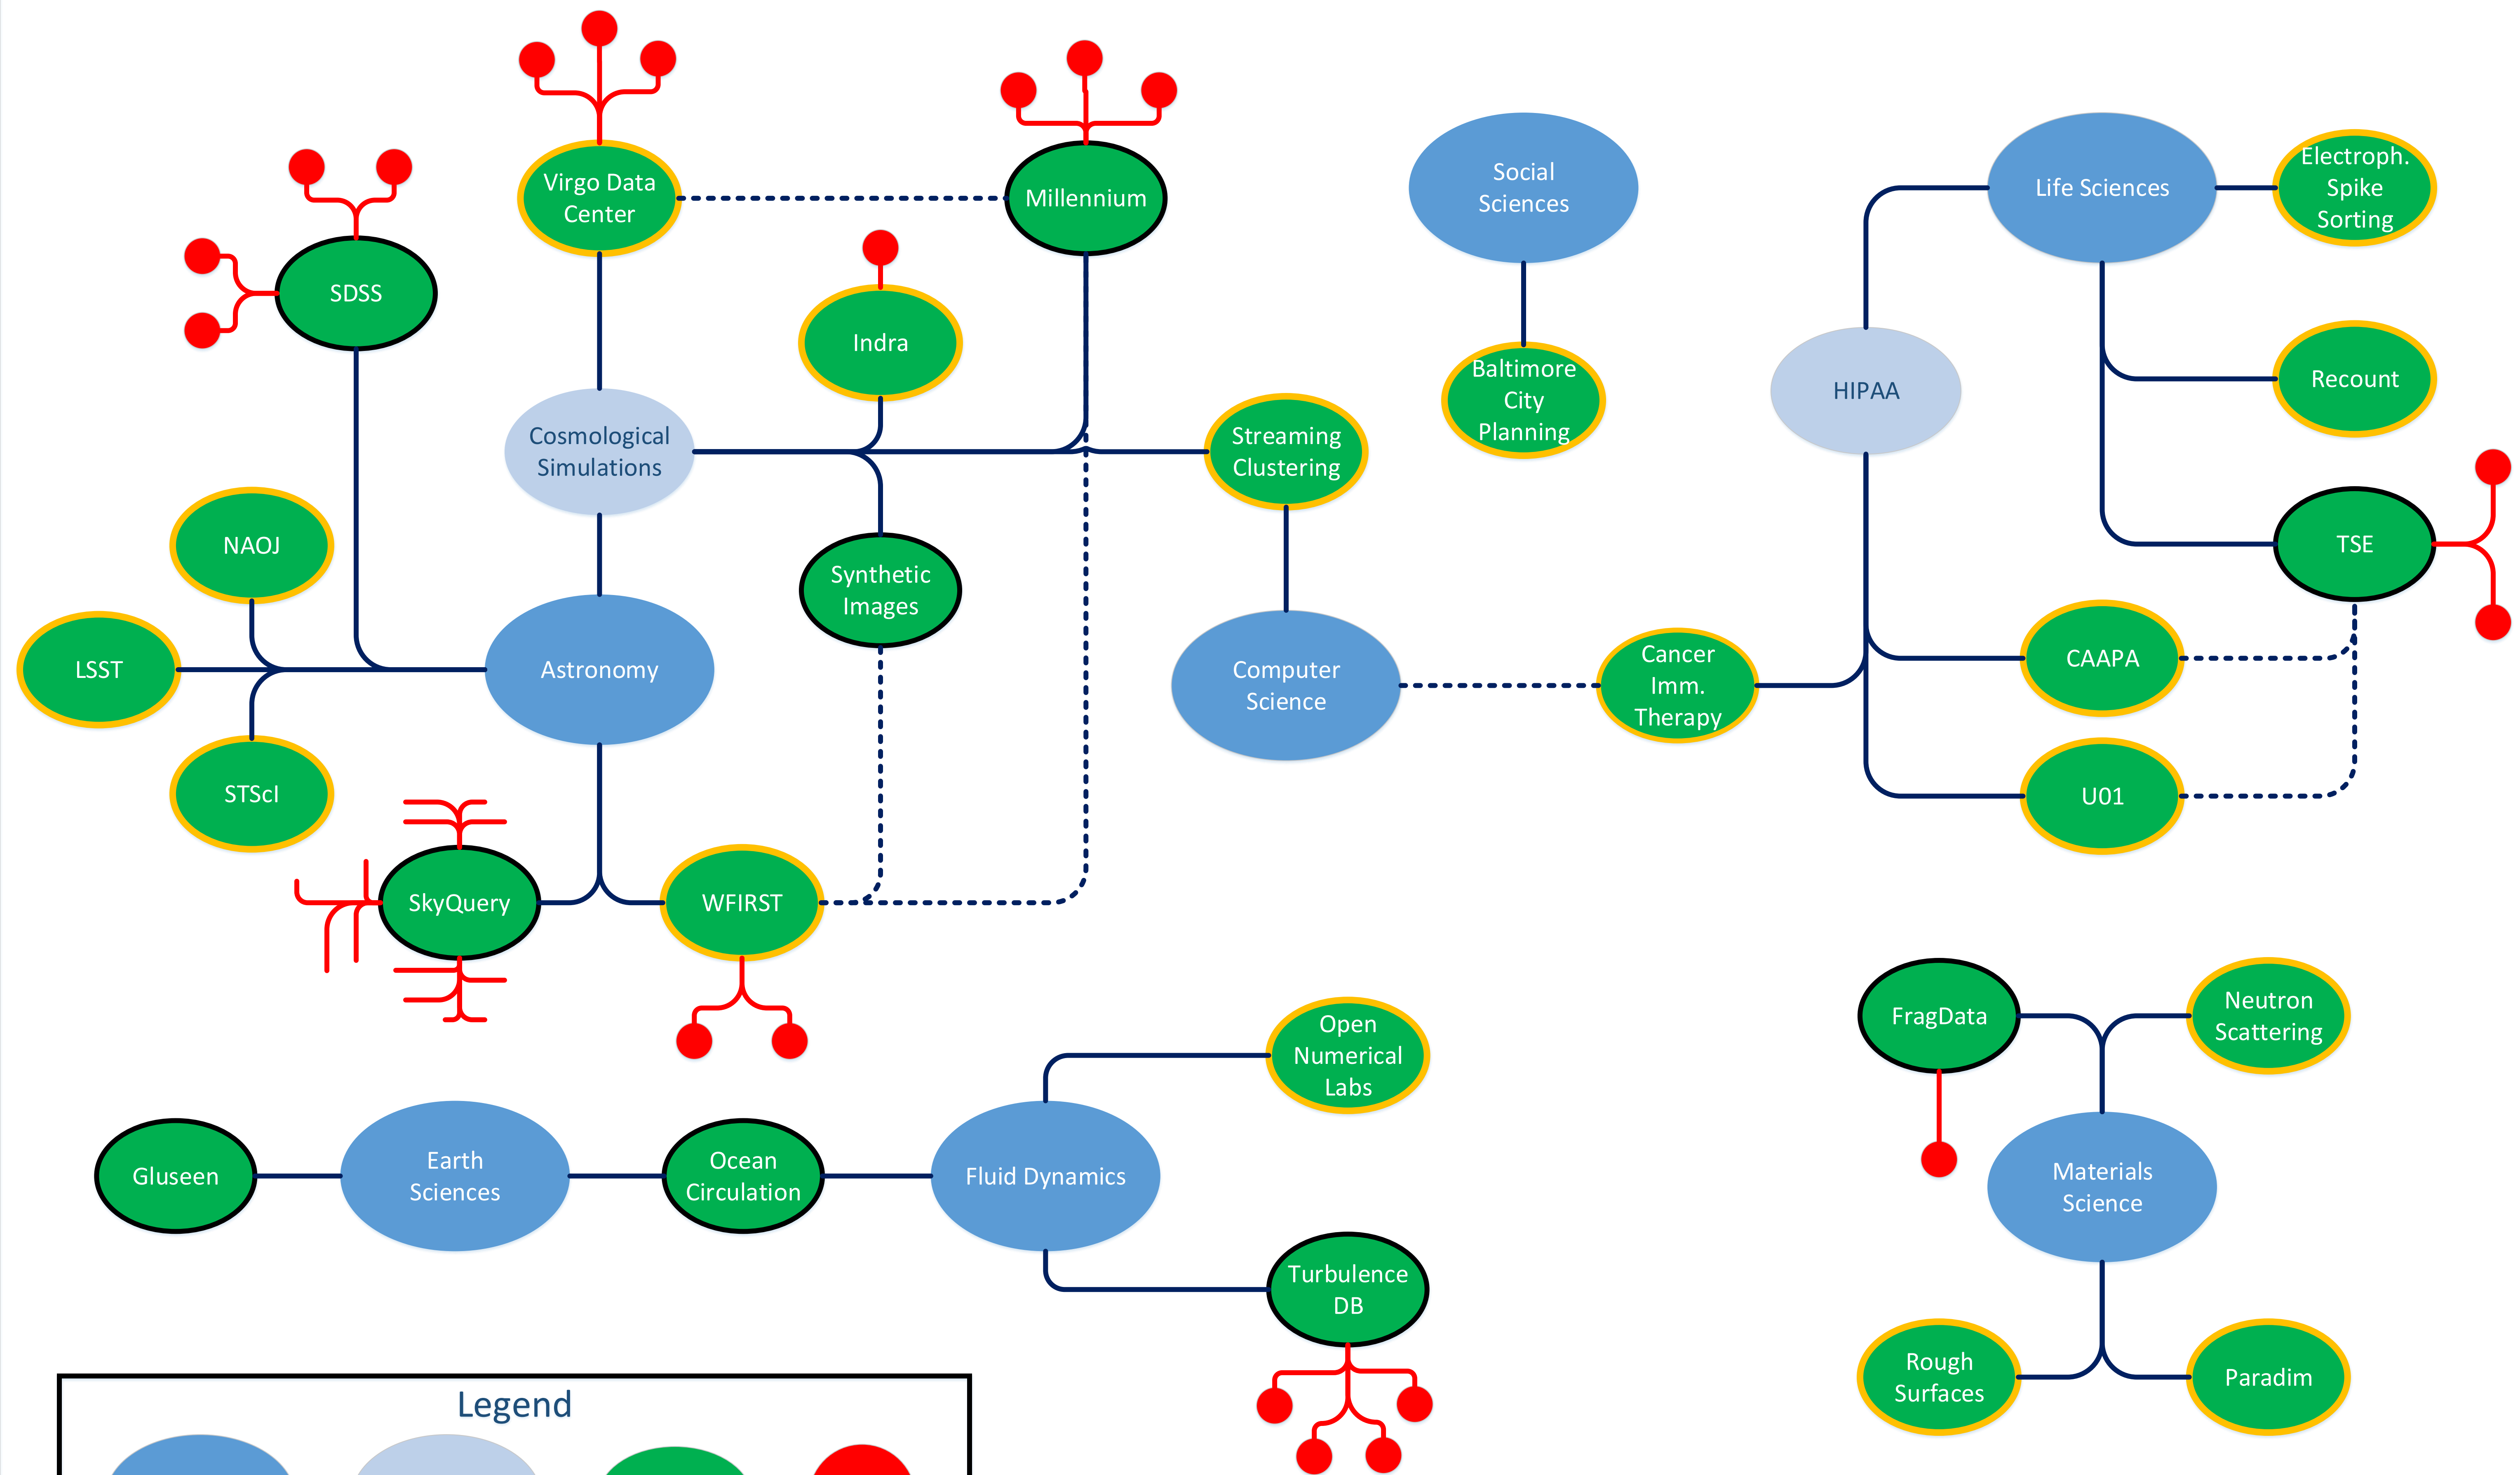 Virgo Data
Center
Millennium
Social
Sciences
Life Sciences
Electroph.
Spike
Sorting
SDSS
Indra
Baltimore
City
Planning
HIPAA
Recount
Cosmological
Simulations
Streaming
Clustering
NAOJ
Synthetic
Images
TSE
LSST
Astronomy
Computer
Science
Cancer
Imm.
Therapy
CAAPA
STScI
U01
SkyQuery
WFIRST
Open
Numerical
Labs
FragData
Neutron
Scattering
Gluseen
Earth
Sciences
Ocean
Circulation
Fluid Dynamics
Materials
Science
Turbulence
DB
Rough
Surfaces
Paradim
Legend